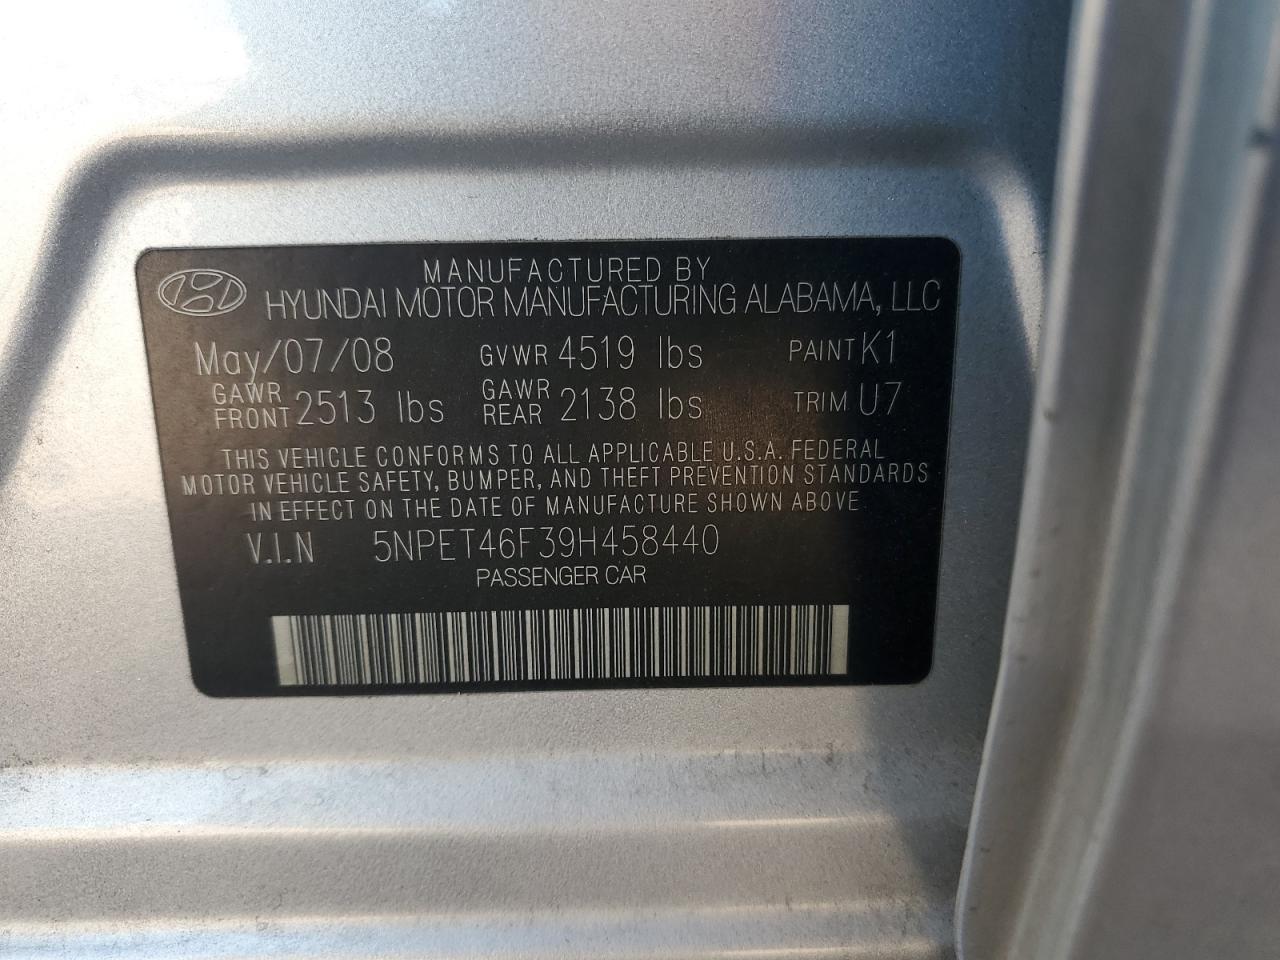 MANUFACTURED BY
HYUNDAI MOTOR MANUFACTURING ALABAMA, LLC
May/07/08 GVWR 4519 lbs PAINT K1
GAWR FRONT 2513 lbs GAWR REAR 2138 lbs TRIM U7
THIS VEHICLE CONFORMS TO ALL APPLICABLE U.S.A. FEDERAL
MOTOR VEHICLE SAFETY, BUMPER, AND THEFT PREVENTION STANDARDS
IN EFFECT ON THE DATE OF MANUFACTURE SHOWN ABOVE
V.I.N 5NPET46F39H458440
PASSENGER CAR